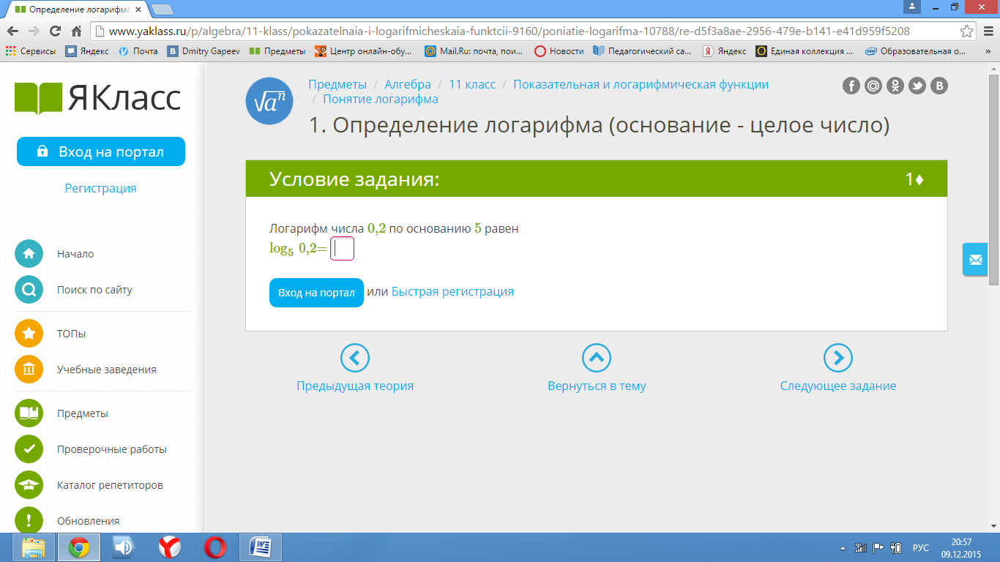 Определение логарифма
www.yaklass.ru/p/algebra/11-klass/pokazatelnaia-i-logarifmicheskaia-funktcii-9160/poniatie-logarifma-10788/re-d5f3a8ae-2956-479e-b141-e41d959f5208
Сервисы Яндекс Почта Dmitry Gapeev Предметы Центр онлайн-обу... Mail.Ru: почта, пои... Новости Педагогический са... Яндекс Единая коллекция ... Образовательная о... »
ЯКласс
Вход на портал
Регистрация
Начало
Поиск по сайту
ТОПы
Учебные заведения
Предметы
Проверочные работы
Каталог репетиторов
Обновления
√aⁿ
Предметы / Алгебра / 11 класс / Показательная и логарифмическая функции
/ Понятие логарифма
1. Определение логарифма (основание - целое число)
Условие задания: 1♦
Логарифм числа 0,2 по основанию 5 равен
log₅ 0,2=
Вход на портал или Быстрая регистрация
Предыдущая теория Вернуться в тему Следующее задание
РУС
20:57
09.12.2015